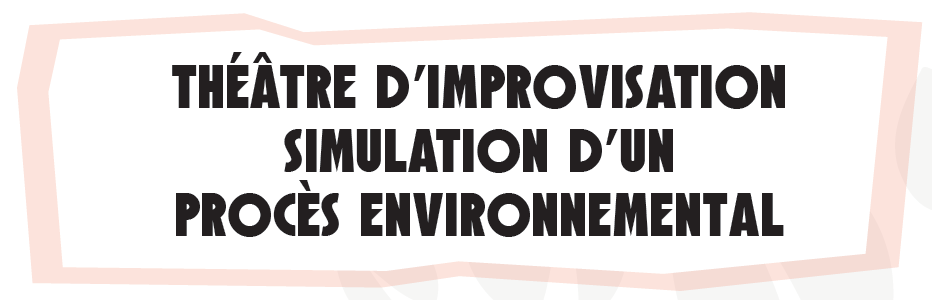 THÉÂTRE D'IMPROVISATION
SIMULATION D'UN
PROCÈS ENVIRONNEMENTAL